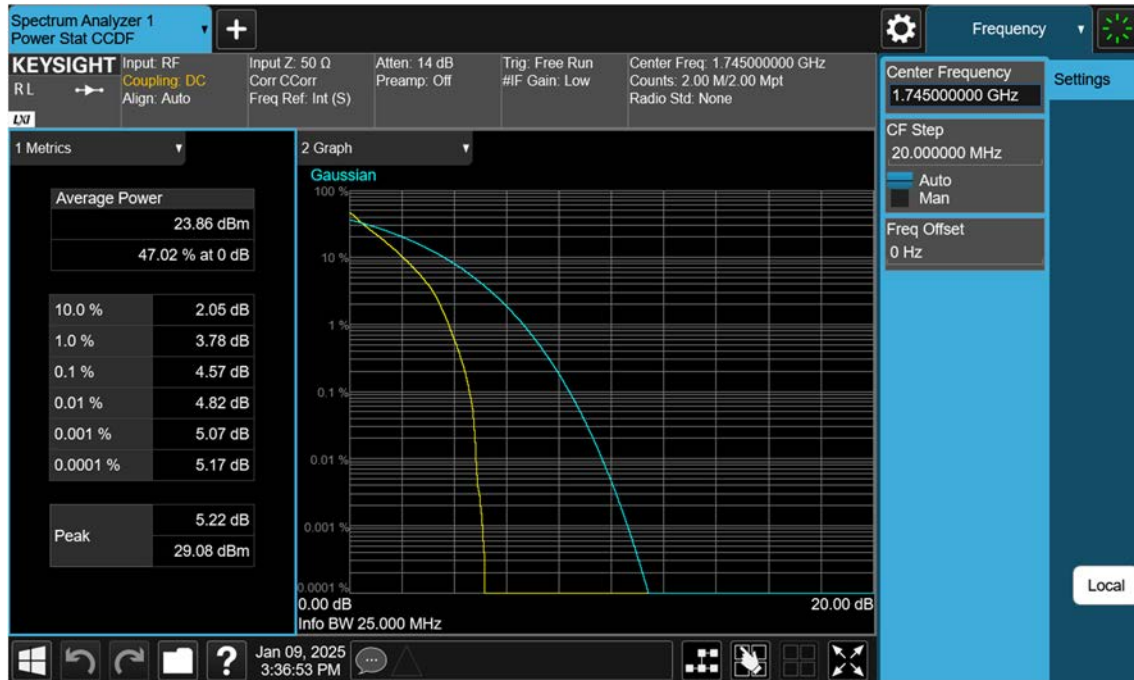 Spectrum Analyzer 1
Power Stat CCDF
Frequency
KEYSIGHT
RL
LXI
Input: RF
Coupling: DC
Align: Auto
Input Z: 50 Ω
Corr CCorr
Freq Ref: Int (S)
Atten: 14 dB
Preamp: Off
Trig: Free Run
#IF Gain: Low
Center Freq: 1.745000000 GHz
Counts: 2.00 M/2.00 Mpt
Radio Std: None
Center Frequency
1.745000000 GHz
Settings
CF Step
20.000000 MHz
Auto
Man
Freq Offset
0 Hz
Local
1 Metrics
Average Power
23.86 dBm
47.02 % at 0 dB
10.0 % 2.05 dB
1.0 % 3.78 dB
0.1 % 4.57 dB
0.01 % 4.82 dB
0.001 % 5.07 dB
0.0001 % 5.17 dB
Peak
5.22 dB
29.08 dBm
2 Graph
Gaussian
100 %
10 %
1 %
0.1 %
0.01 %
0.001 %
0.0001 %
0.00 dB 20.00 dB
Info BW 25.000 MHz
?
Jan 09, 2025
3:36:53 PM